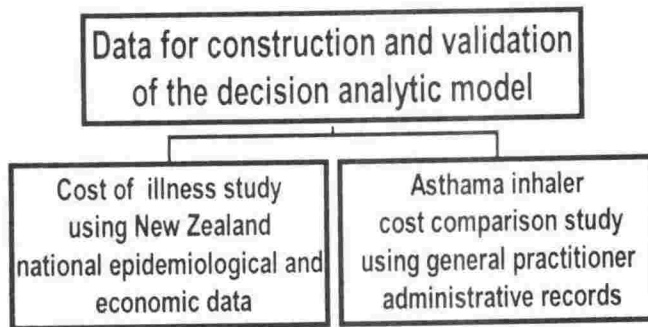 Data for construction and validation
of the decision analytic model
Cost of illness study
using New Zealand
national epidemiological and
economic data
Asthama inhaler
cost comparison study
using general practitioner
administrative records